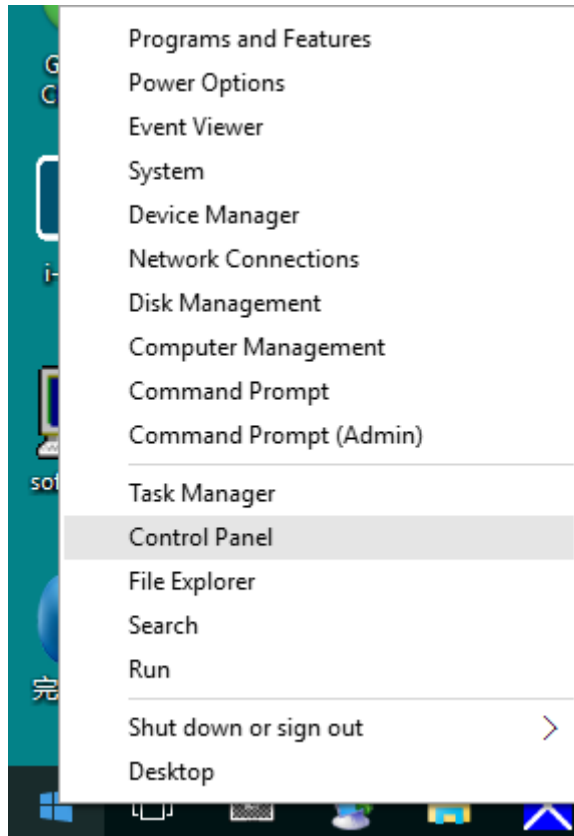 Programs and Features
Power Options
Event Viewer
System
Device Manager
Network Connections
Disk Management
Computer Management
Command Prompt
Command Prompt (Admin)
Task Manager
Control Panel
File Explorer
Search
Run
Shut down or sign out
Desktop